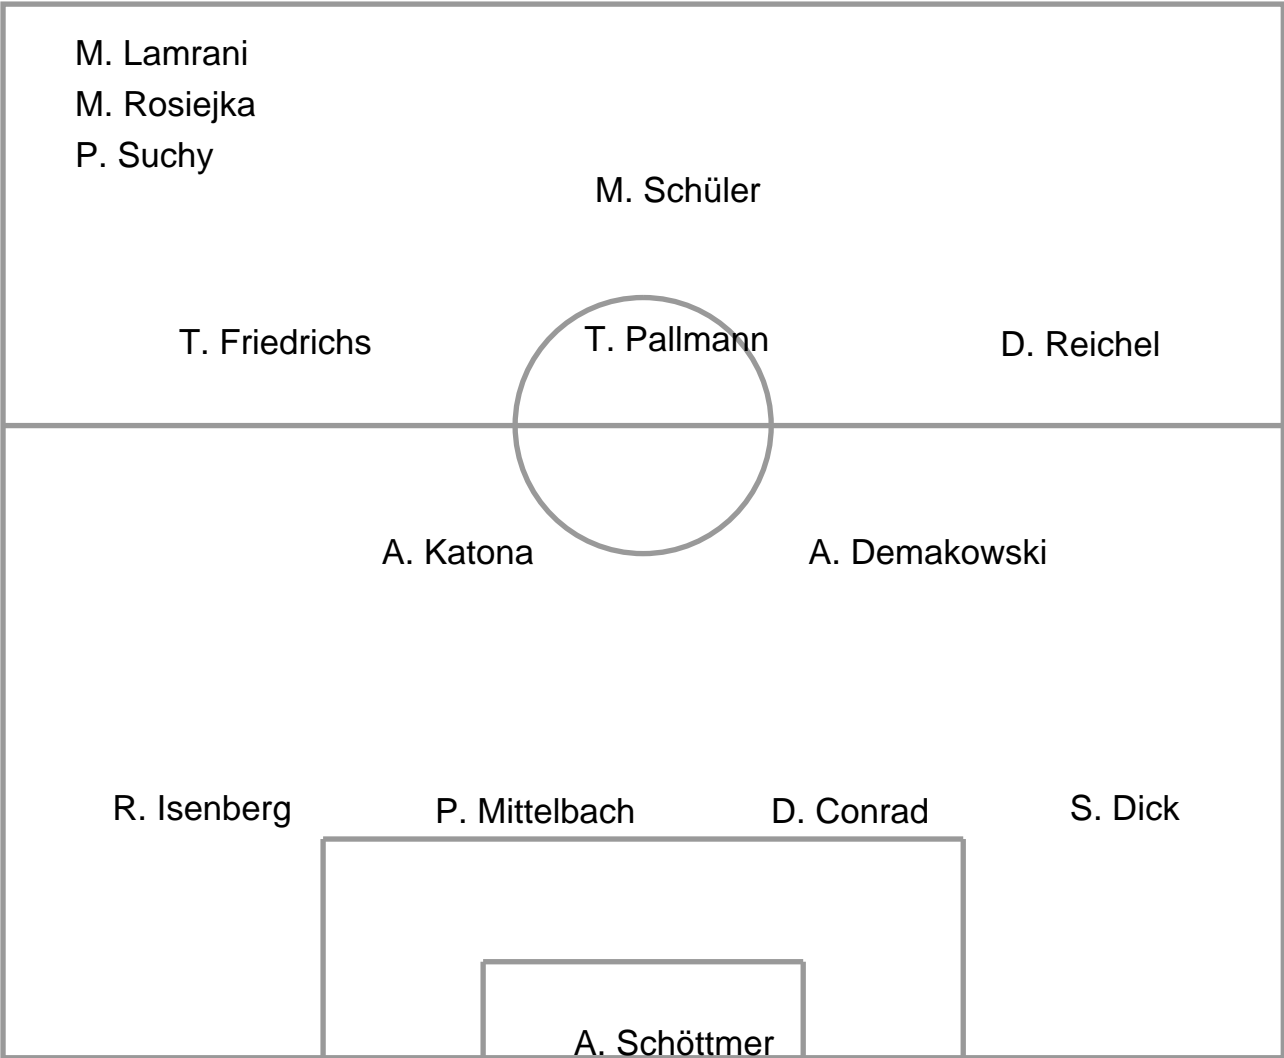 M. Lamrani
M. Rosiejka
P. Suchy
M. Schüler
T. Friedrichs
T. Pallmann
D. Reichel
A. Katona
A. Demakowski
R. Isenberg
P. Mittelbach
D. Conrad
S. Dick
A. Schöttmer